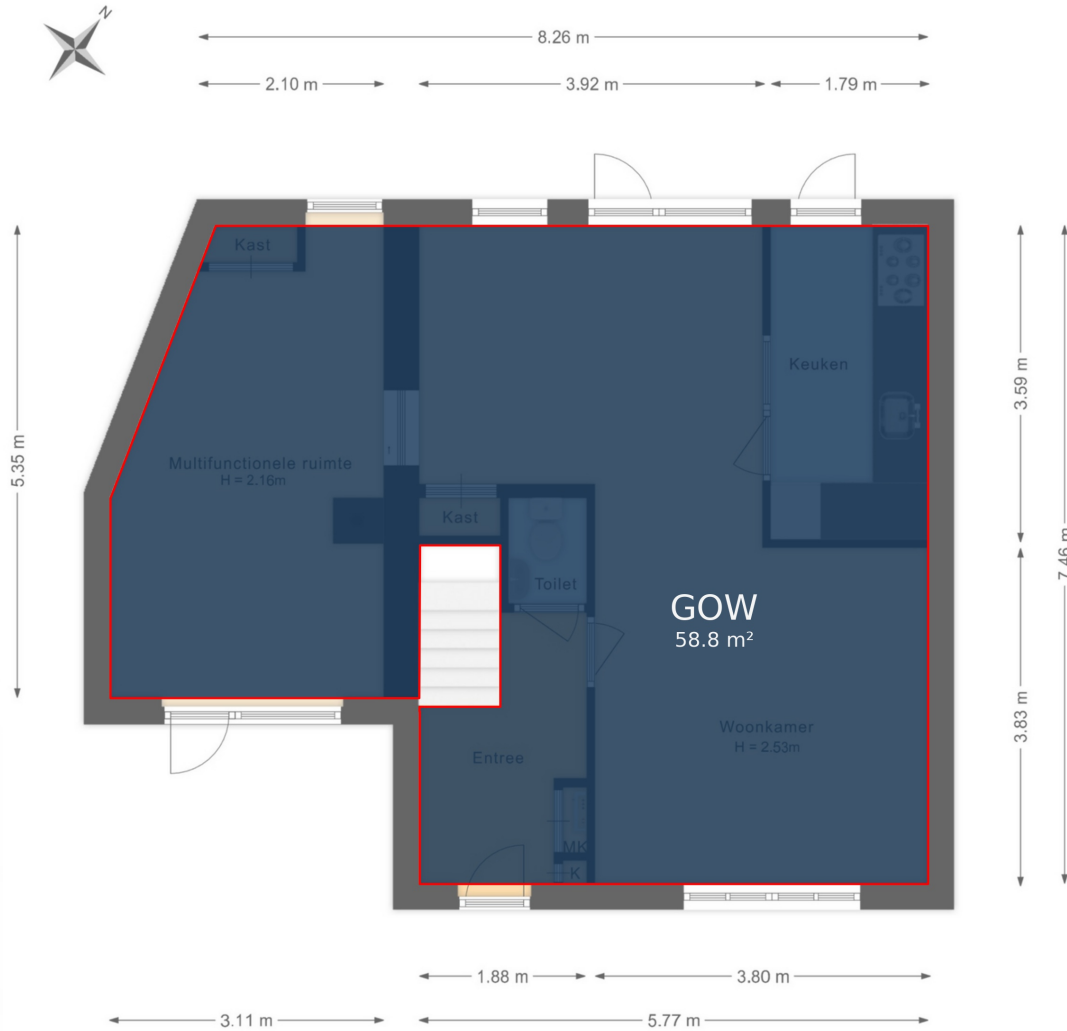 N
8.26 m
2.10 m
3.92 m
1.79 m
Kast
Keuken
5.35 m
3.59 m
Multifunctionele ruimte
H = 2.16m
Kast
7.46 m
Toilet
GOW
58.8 m²
3.83 m
Woonkamer
H = 2.53m
Entree
MK
K
1.88 m
3.80 m
3.11 m
5.77 m